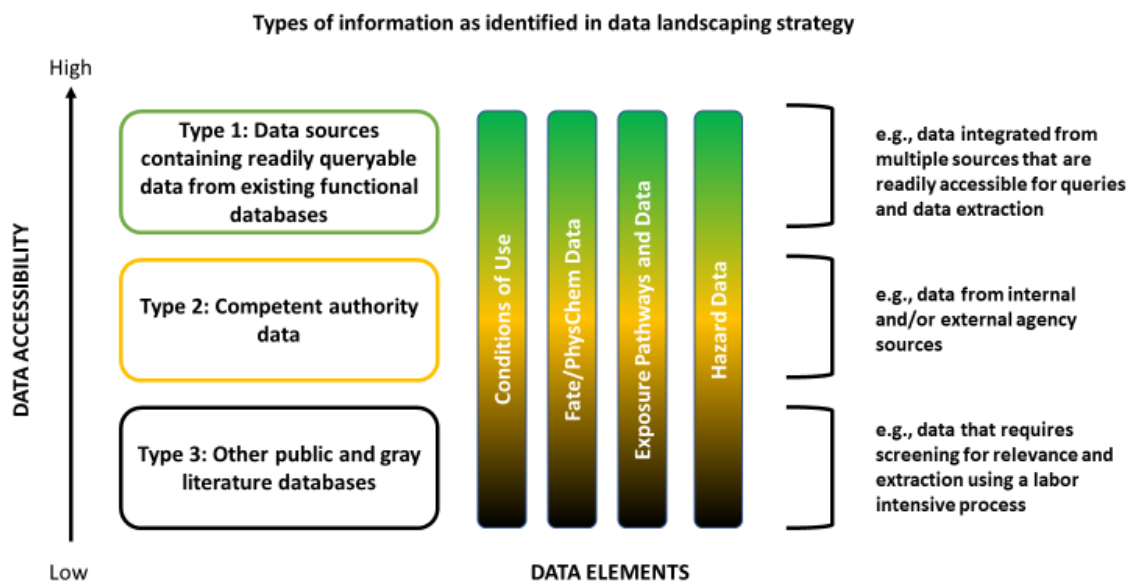 Types of information as identified in data landscaping strategy
High
DATA ACCESSIBILITY
Low
Type 1: Data sources
containing readily queryable
data from existing functional
databases
Type 2: Competent authority
data
Type 3: Other public and gray
literature databases
Conditions of Use
Fate/PhysChem Data
Exposure Pathways and Data
Hazard Data
DATA ELEMENTS
e.g., data integrated from
multiple sources that are
readily accessible for queries
and data extraction
e.g., data from internal
and/or external agency
sources
e.g., data that requires
screening for relevance and
extraction using a labor
intensive process